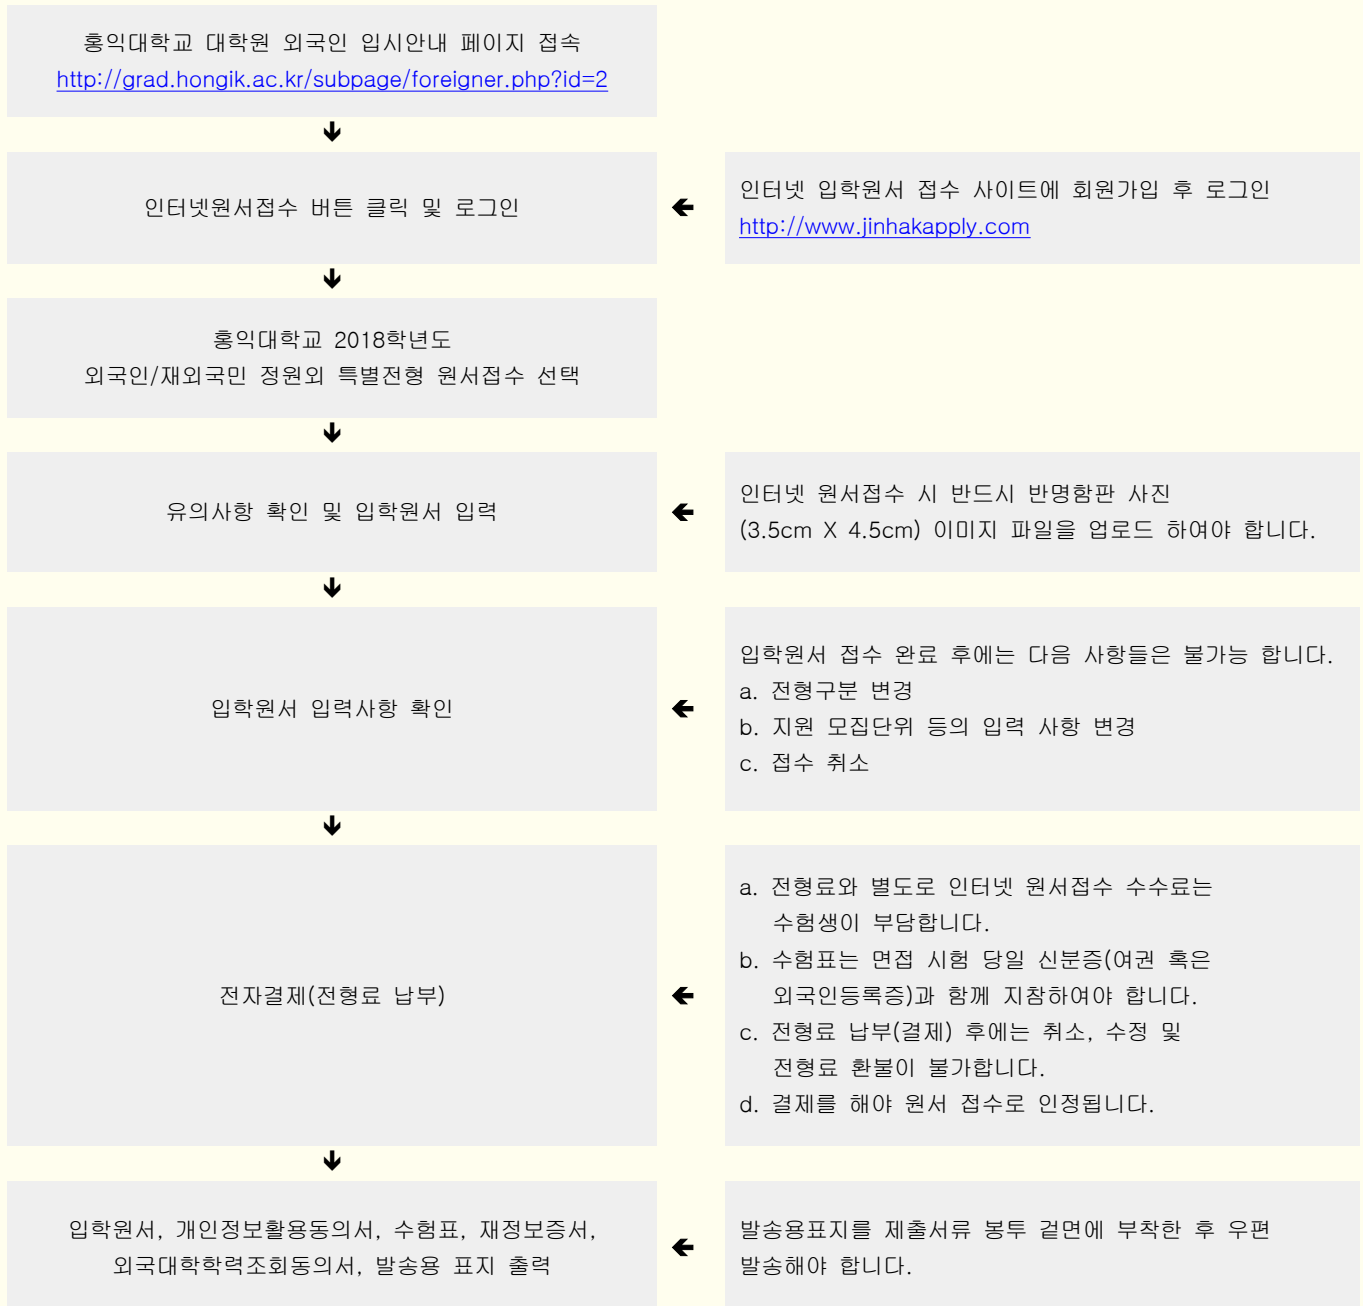 홍익대학교 대학원 외국인 입시안내 페이지 접속
http://grad.hongik.ac.kr/subpage/foreigner.php?id=2
인터넷원서접수 버튼 클릭 및 로그인
인터넷 입학원서 접수 사이트에 회원가입 후 로그인
http://www.jinhakapply.com
홍익대학교 2018학년도
외국인/재외국민 정원외 특별전형 원서접수 선택
유의사항 확인 및 입학원서 입력
인터넷 원서접수 시 반드시 반명함판 사진
(3.5cm X 4.5cm) 이미지 파일을 업로드 하여야 합니다.
입학원서 입력사항 확인
입학원서 접수 완료 후에는 다음 사항들은 불가능 합니다.
a. 전형구분 변경
b. 지원 모집단위 등의 입력 사항 변경
c. 접수 취소
전자결제(전형료 납부)
a. 전형료와 별도로 인터넷 원서접수 수수료는
수험생이 부담합니다.
b. 수험표는 면접 시험 당일 신분증(여권 혹은
외국인등록증)과 함께 지참하여야 합니다.
c. 전형료 납부(결제) 후에는 취소, 수정 및
전형료 환불이 불가합니다.
d. 결제를 해야 원서 접수로 인정됩니다.
입학원서, 개인정보활용동의서, 수험표, 재정보증서,
외국대학학력조회동의서, 발송용 표지 출력
발송용표지를 제출서류 봉투 겉면에 부착한 후 우편
발송해야 합니다.